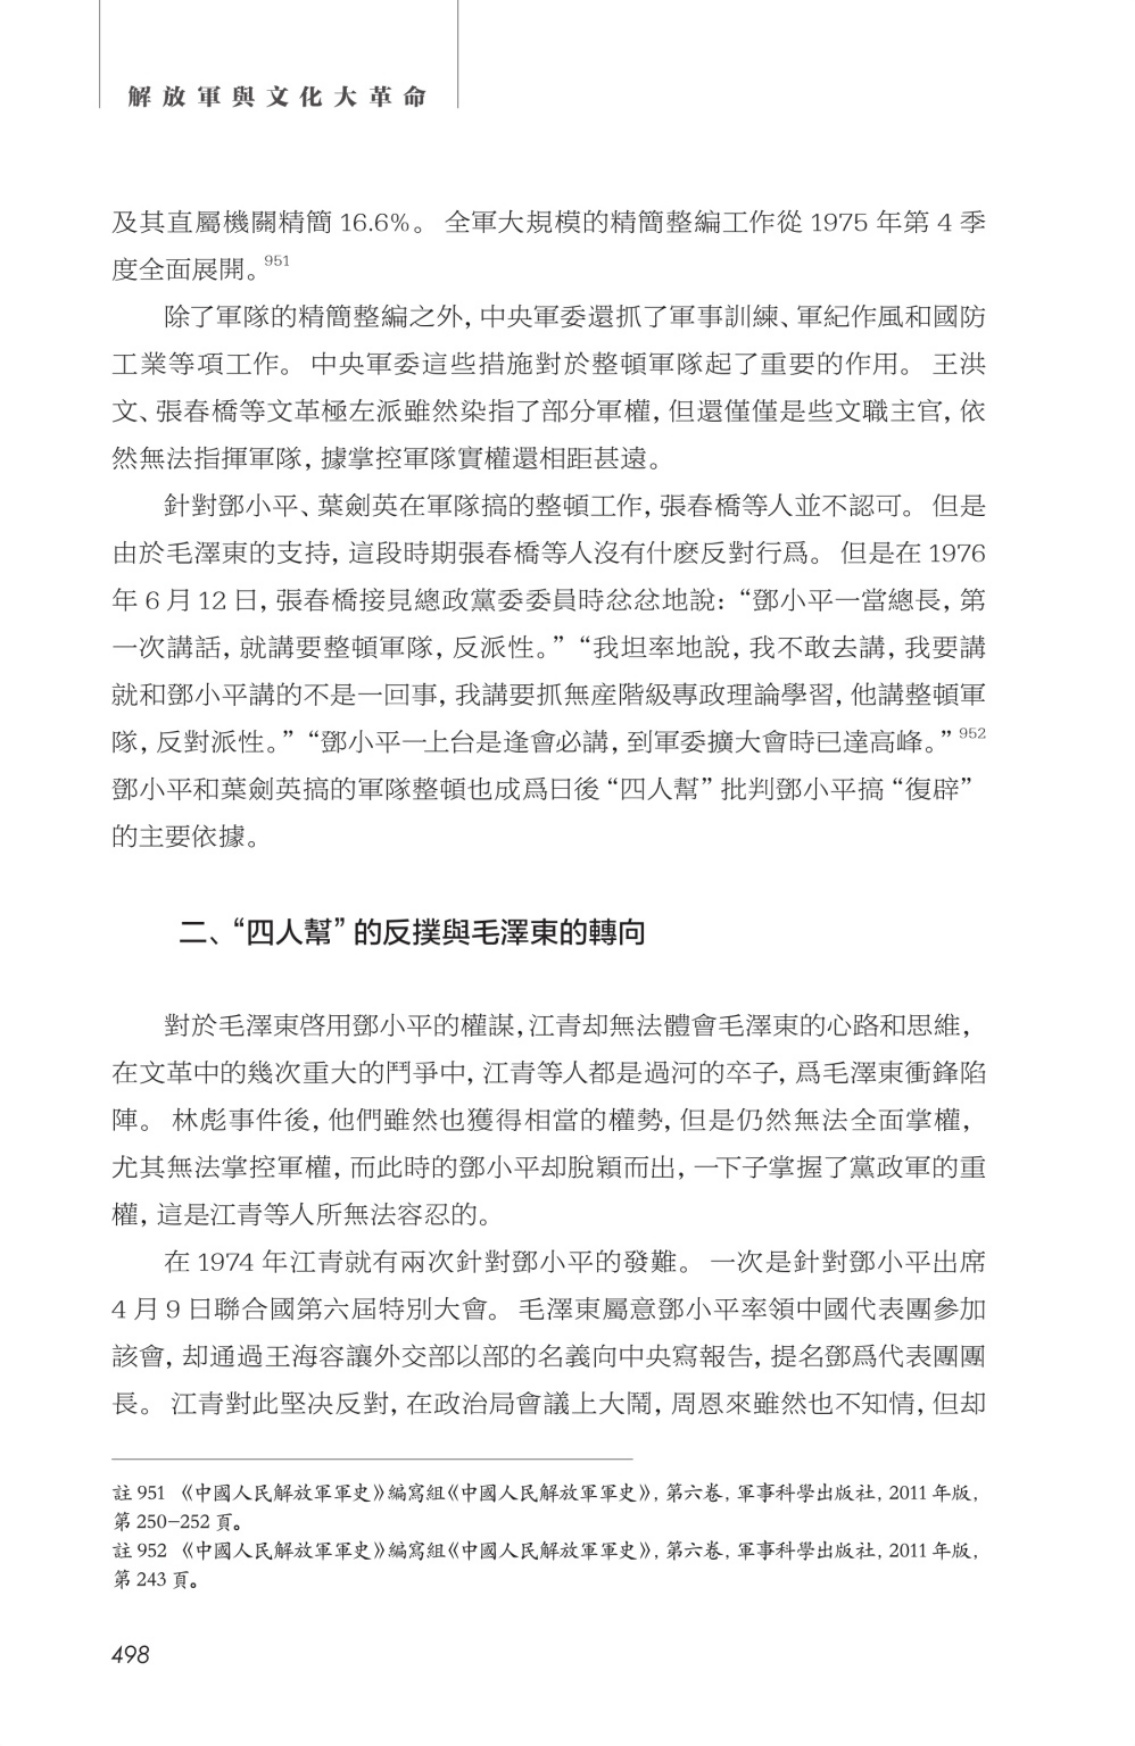 解放軍與文化大革命
及其直屬機關精簡 16.6%。 全軍大規模的精簡整編工作從 1975 年第 4 季
度全面展開。951
除了軍隊的精簡整編之外, 中央軍委還抓了軍事訓練、軍紀作風和國防
工業等項工作。 中央軍委這些措施對於整頓軍隊起了重要的作用。 王洪
文、張春橋等文革極左派雖然染指了部分軍權, 但還僅僅是些文職主官, 依
然無法指揮軍隊, 據掌控軍隊實權還相距甚遠。
針對鄧小平、葉劍英在軍隊搞的整頓工作, 張春橋等人並不認可。 但是
由於毛澤東的支持, 這段時期張春橋等人沒有什麽反對行爲。 但是在 1976
年 6 月 12 日, 張春橋接見總政黨委委員時忿忿地說: “鄧小平一當總長, 第
一次講話, 就講要整頓軍隊, 反派性。” “我坦率地說, 我不敢去講, 我要講
就和鄧小平講的不是一回事, 我講要抓無産階級專政理論學習, 他講整頓軍
隊, 反對派性。” “鄧小平一上台是逢會必講, 到軍委擴大會時已達高峰。” 952
鄧小平和葉劍英搞的軍隊整頓也成爲日後 “四人幫” 批判鄧小平搞 “復辟”
的主要依據。
二、“四人幫” 的反撲與毛澤東的轉向
對於毛澤東啓用鄧小平的權謀, 江青却無法體會毛澤東的心路和思維,
在文革中的幾次重大的鬥爭中, 江青等人都是過河的卒子, 爲毛澤東衝鋒陷
陣。 林彪事件後, 他們雖然也獲得相當的權勢, 但是仍然無法全面掌權,
尤其無法掌控軍權, 而此時的鄧小平却脫穎而出, 一下子掌握了黨政軍的重
權, 這是江青等人所無法容忍的。
在 1974 年江青就有兩次針對鄧小平的發難。 一次是針對鄧小平出席
4 月 9 日聯合國第六屆特別大會。 毛澤東屬意鄧小平率領中國代表團參加
該會, 却通過王海容讓外交部以部的名義向中央寫報告, 提名鄧爲代表團團
長。 江青對此堅决反對, 在政治局會議上大鬧, 周恩來雖然也不知情, 但却
註 951 《中國人民解放軍軍史》編寫組《中國人民解放軍軍史》, 第六卷, 軍事科學出版社, 2011 年版,
第 250–252 頁。
註 952 《中國人民解放軍軍史》編寫組《中國人民解放軍軍史》, 第六卷, 軍事科學出版社, 2011 年版,
第 243 頁。
498